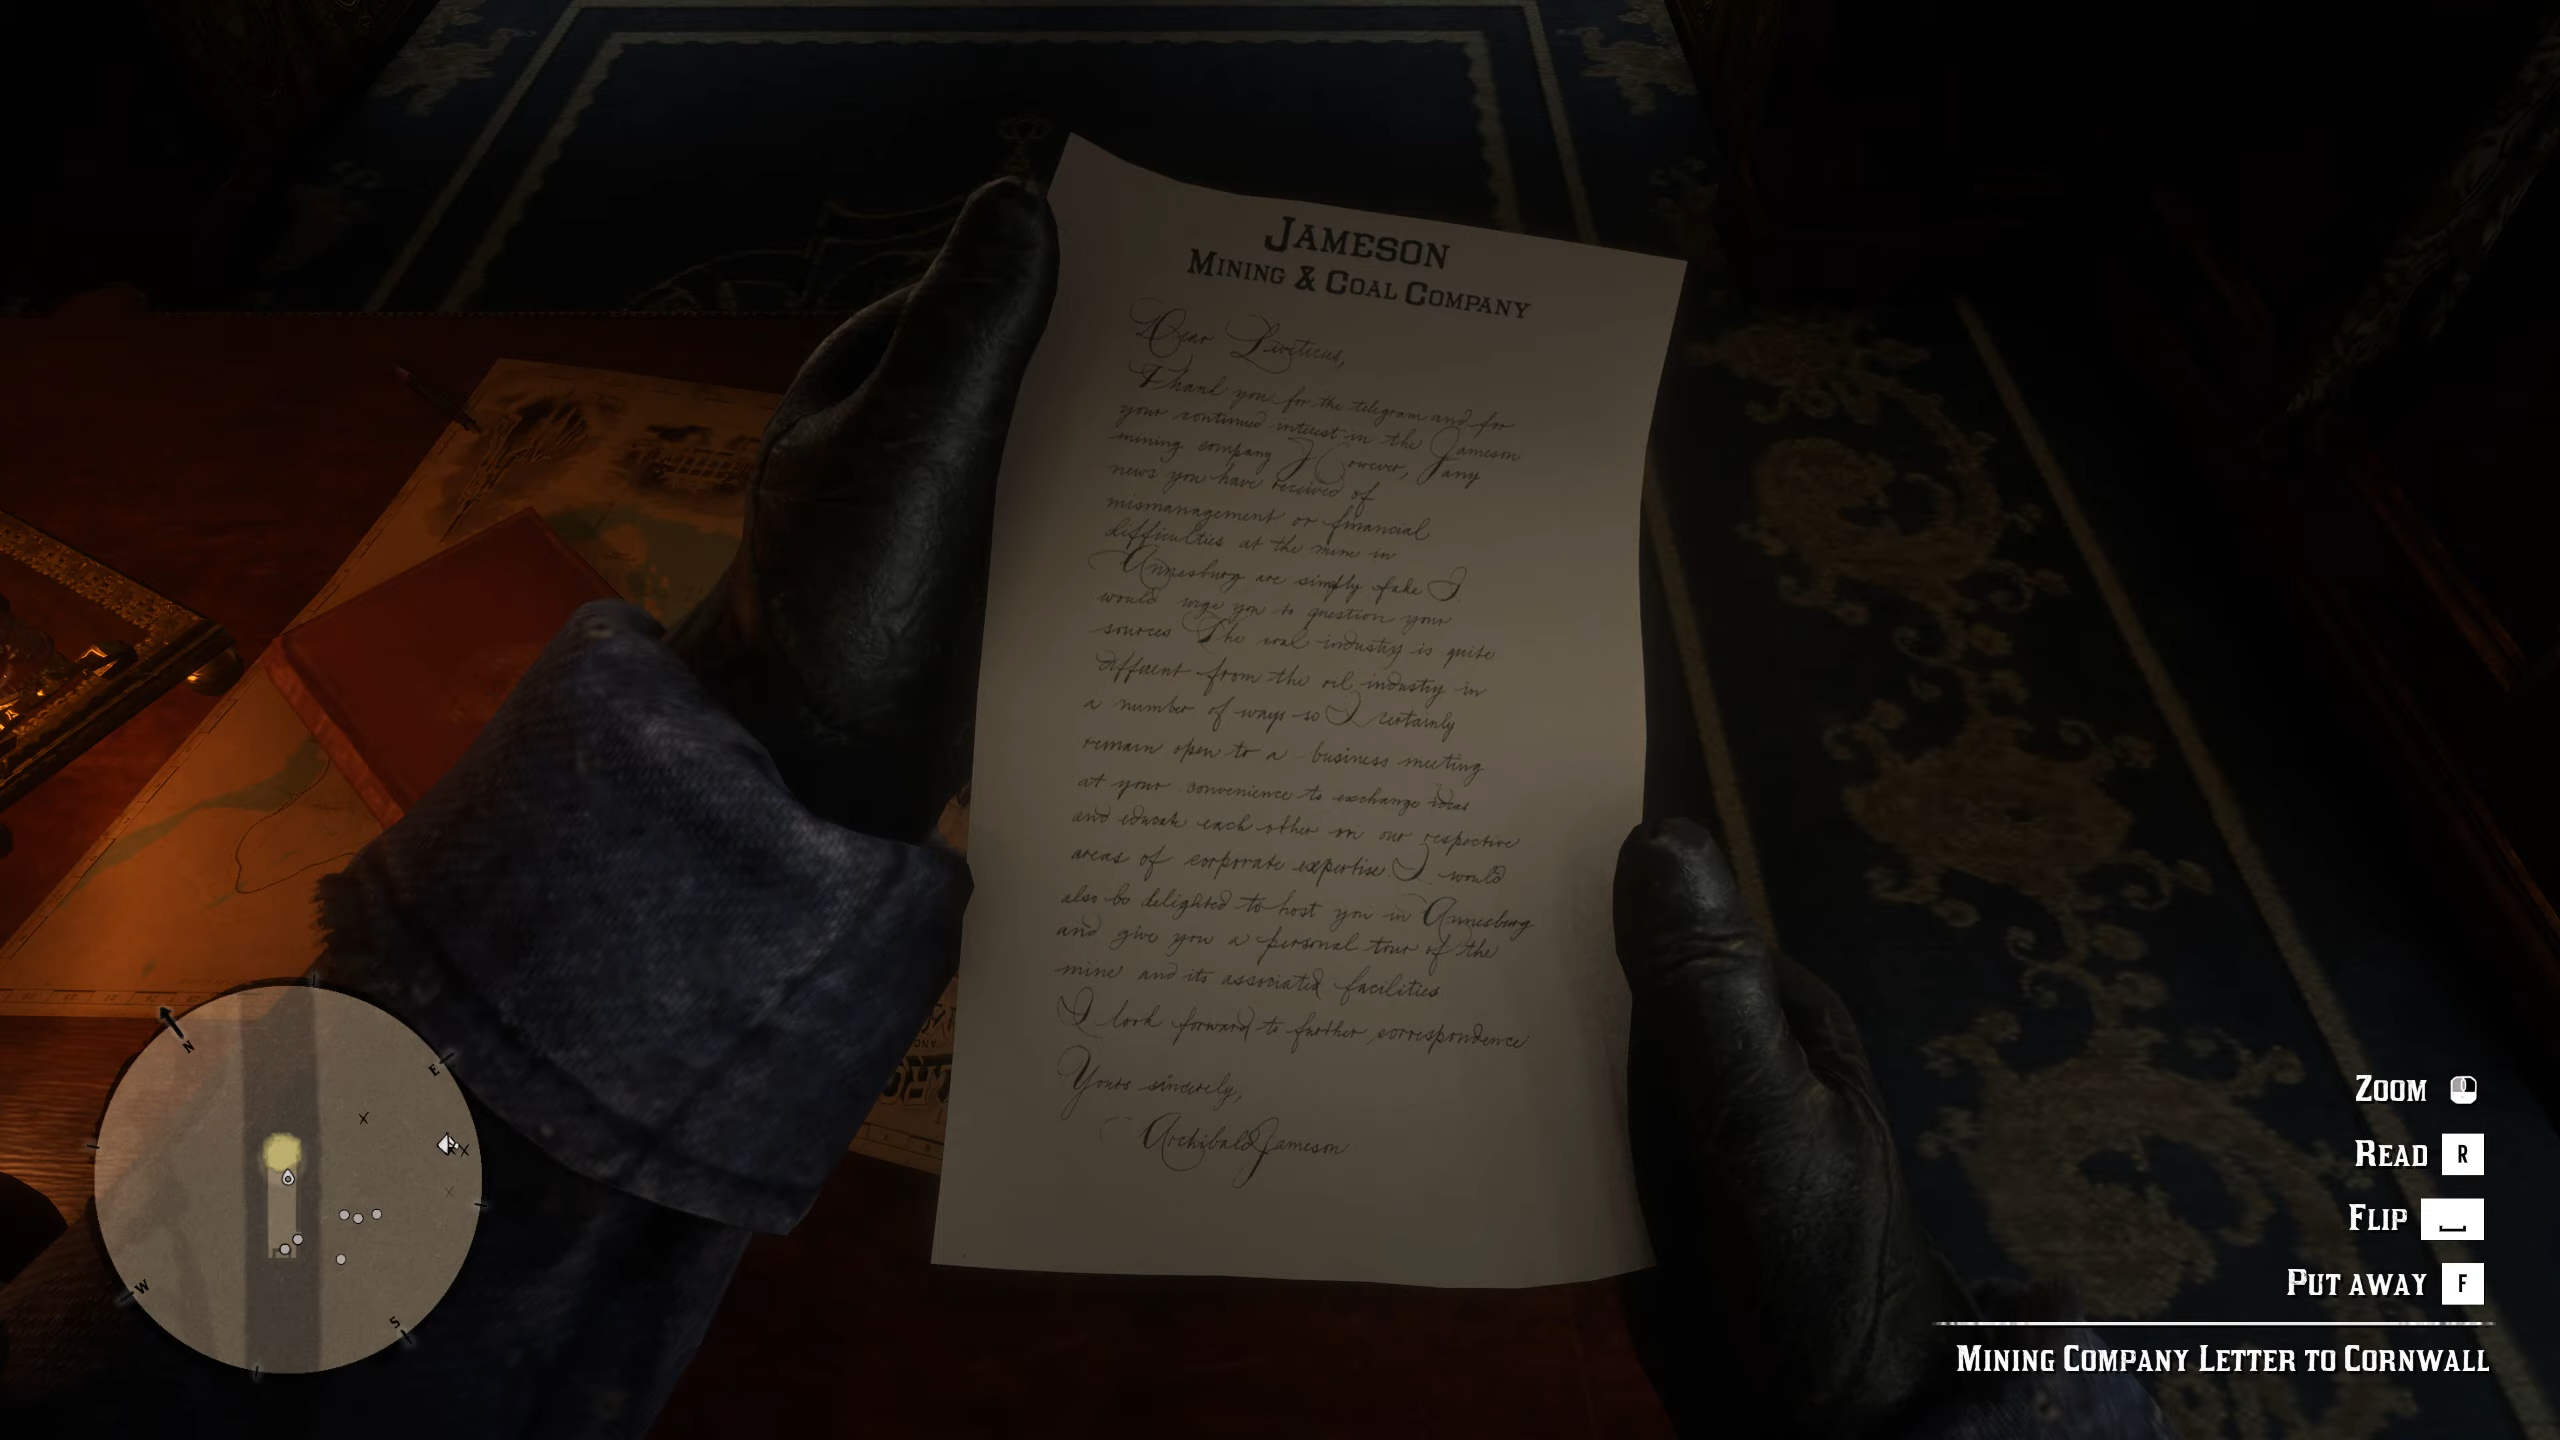 JAMESON
MINING & COAL COMPANY
Dear Leviticus,
Thank you for the telegram and for
your continued interest in the Jameson
mining company However, any
news you have received of
mismanagement or financial
difficulties at the mine in
Annesburg are simply fake I
would urge you to question your
sources The coal industry is quite
different from the oil industry in
a number of ways so I certainly
remain open to a business meeting
at your convenience to exchange ideas
and educate each other on our respective
areas of corporate expertise. I would
also be delighted to host you in Annesburg
and give you a personal tour of the
mine and its associated facilities
I look forward to further correspondence
Yours sincerely,
Archibald Jameson
N
E
W
S
ZOOM
READ R
FLIP
PUT AWAY F
MINING COMPANY LETTER TO CORNWALL